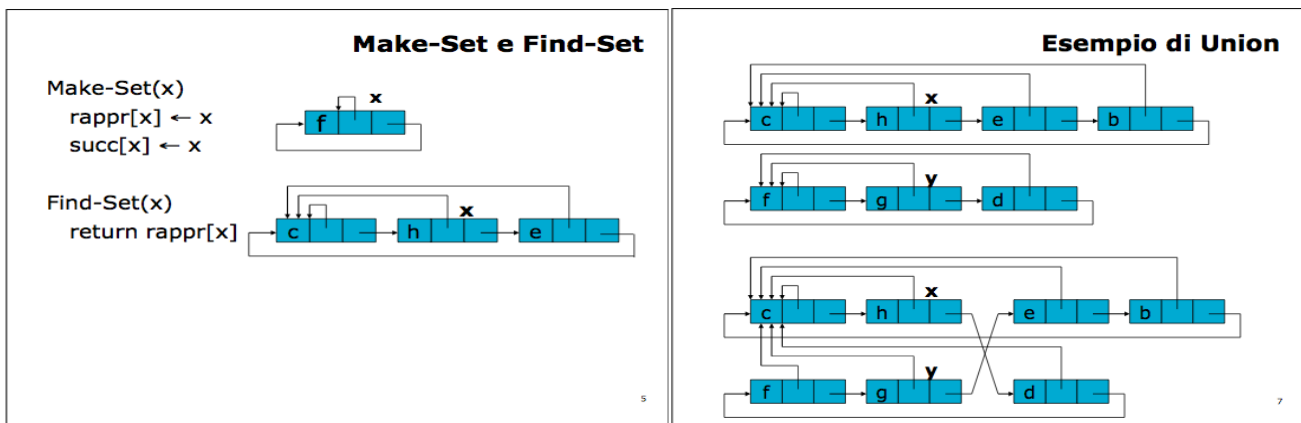 Make-Set e Find-Set
Make-Set(x)
rappr[x] ← x
succ[x] ← x
x
f
Find-Set(x)
return rappr[x]
x
c h e
5
Esempio di Union
x
c h e b
y
f g d
x
c h e b
y
f g d
7